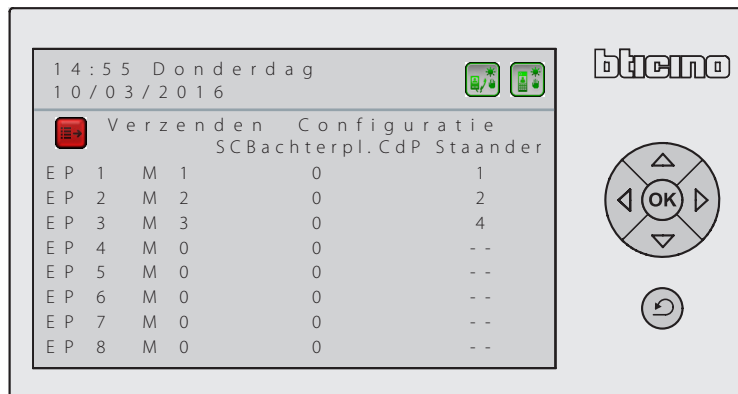 14:55 Donderdag
10/03/2016
bticino
Verzenden Configuratie
SCBachterpl.CdP Staander
EP 1 M 1 0 1
EP 2 M 2 0 2
EP 3 M 3 0 4
EP 4 M 0 0 --
EP 5 M 0 0 --
EP 6 M 0 0 --
EP 7 M 0 0 --
EP 8 M 0 0 --
OK